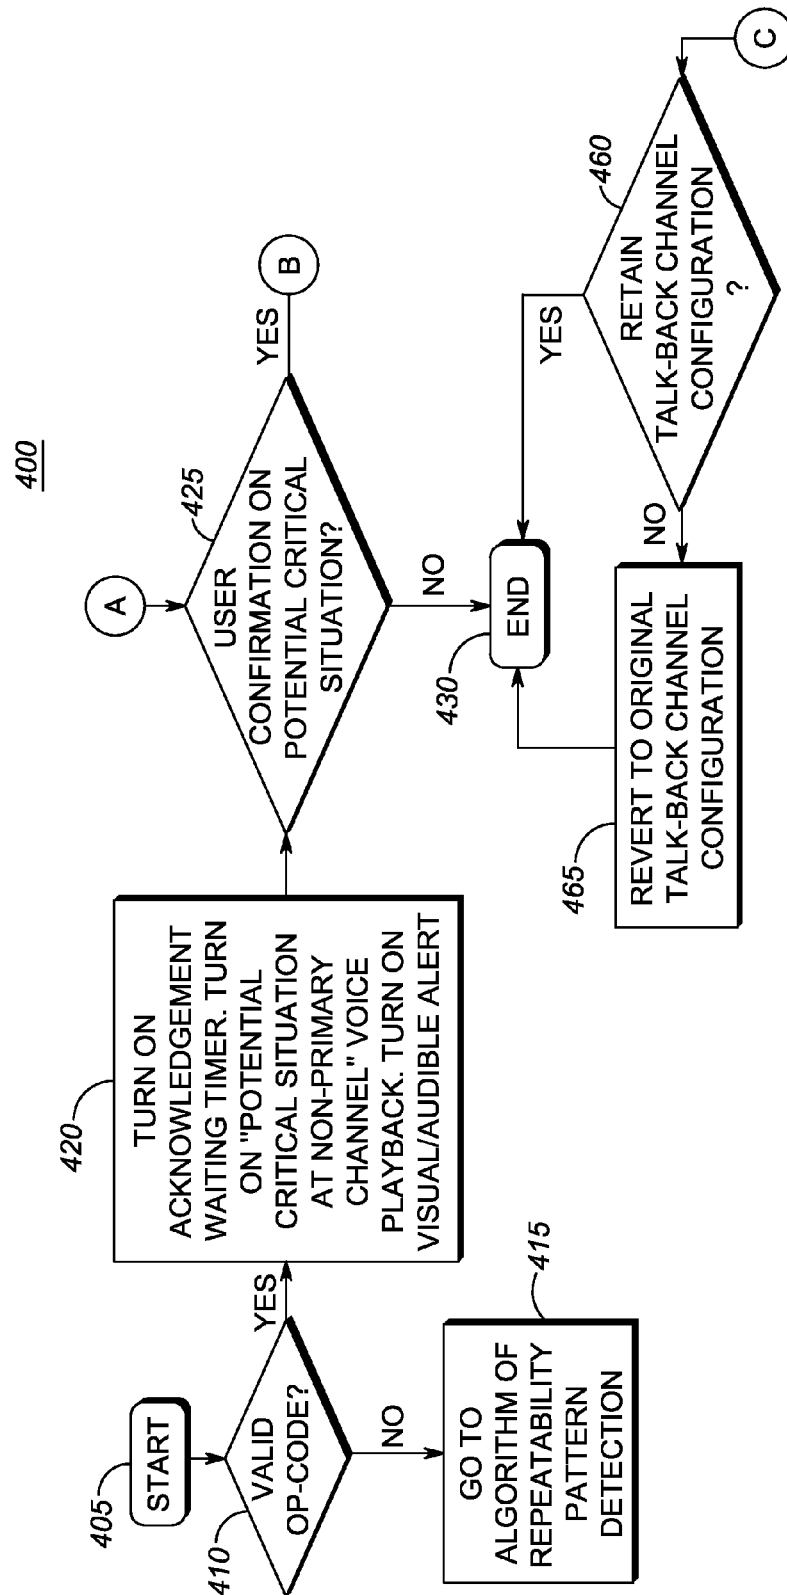 400
405
START
410
VALID
OP-CODE?
YES
NO
GO TO
ALGORITHM OF
REPEATABILITY
PATTERN
DETECTION
415
420
TURN ON
ACKNOWLEDGEMENT
WAITING TIMER. TURN
ON "POTENTIAL
CRITICAL SITUATION
AT NON-PRIMARY
CHANNEL" VOICE
PLAYBACK. TURN ON
VISUAL/AUDIBLE ALERT
A
425
USER
CONFIRMATION ON
POTENTIAL CRITICAL
SITUATION?
YES
B
NO
430
END
C
460
RETAIN
TALK-BACK CHANNEL
CONFIGURATION
?
YES
NO
465
REVERT TO ORIGINAL
TALK-BACK CHANNEL
CONFIGURATION